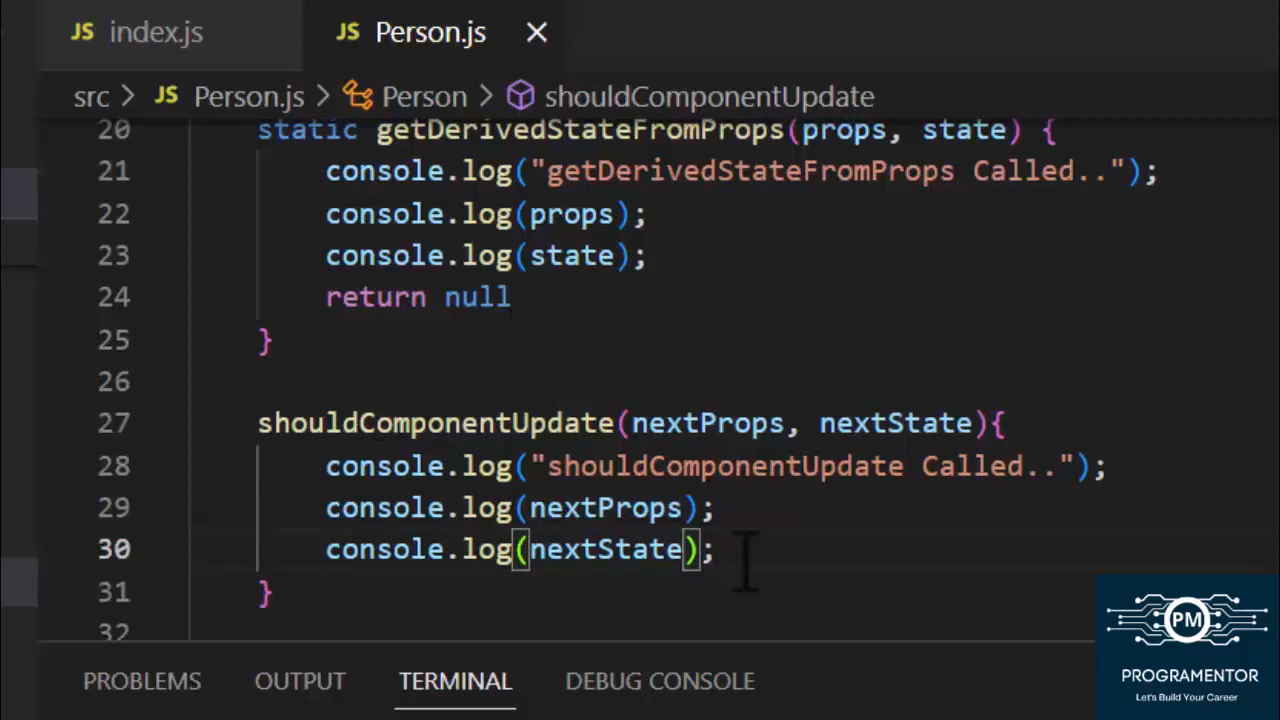 JS index.js JS Person.js
src > JS Person.js > Person > shouldComponentUpdate
20 static getDerivedStateFromProps(props, state) {
21 console.log("getDerivedStateFromProps Called..");
22 console.log(props);
23 console.log(state);
24 return null
25 }
26
27 shouldComponentUpdate(nextProps, nextState){
28 console.log("shouldComponentUpdate Called..");
29 console.log(nextProps);
30 console.log(nextState);
31 }
32
PM
PROGRAMENTOR
Let's Build Your Career
PROBLEMS OUTPUT TERMINAL DEBUG CONSOLE